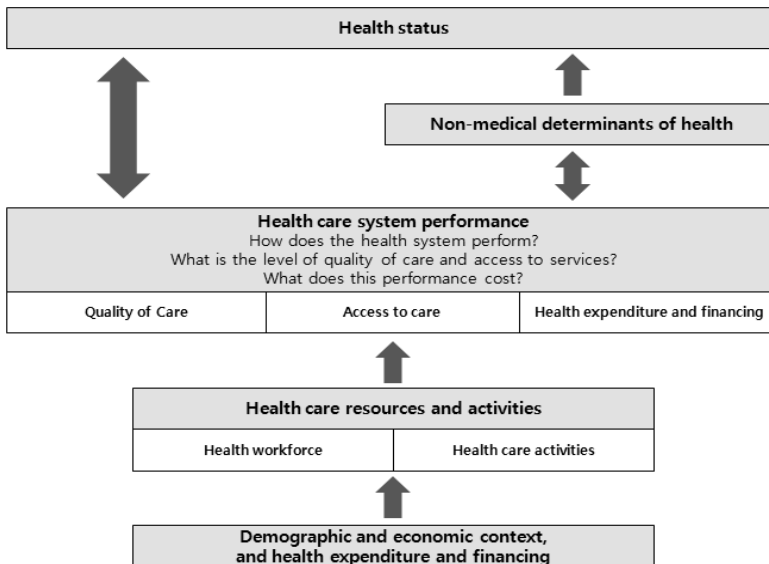 Health status
Non-medical determinants of health
Health care system performance
How does the health system perform?
What is the level of quality of care and access to services?
What does this performance cost?
Quality of Care
Access to care
Health expenditure and financing
Health care resources and activities
Health workforce
Health care activities
Demographic and economic context,
and health expenditure and financing